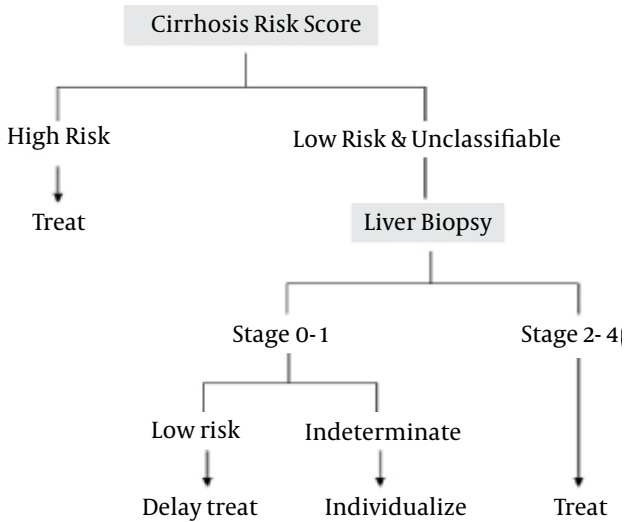 Cirrhosis Risk Score
High Risk
Low Risk & Unclassifiable
Treat
Liver Biopsy
Stage 0-1
Stage 2- 4
Low risk
Indeterminate
Delay treat
Individualize
Treat